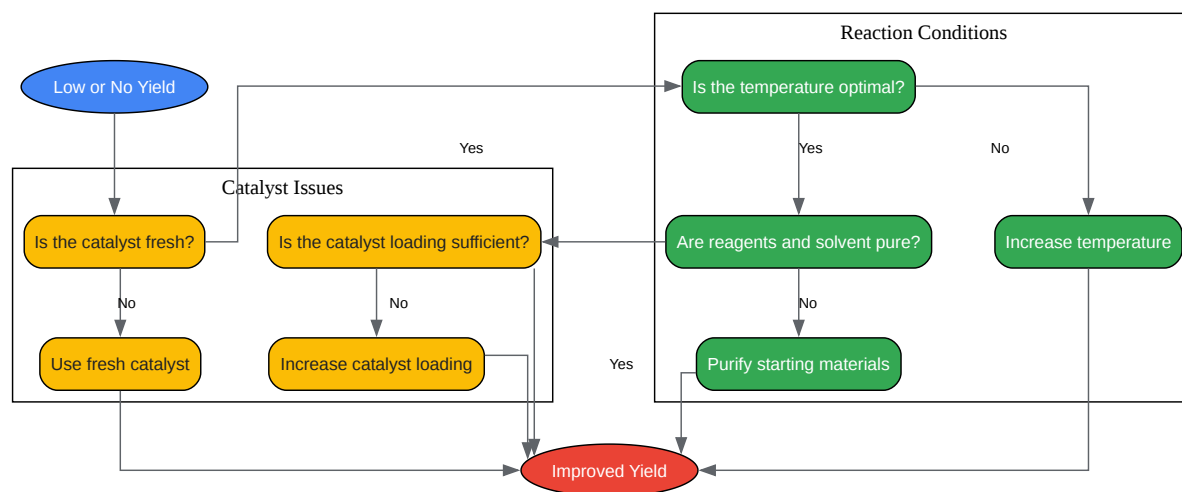 Reaction Conditions
Low or No Yield
Is the temperature optimal?
Yes
Yes
No
Catalyst Issues
Is the catalyst fresh?
Is the catalyst loading sufficient?
Are reagents and solvent pure?
Increase temperature
No
No
No
Use fresh catalyst
Increase catalyst loading
Yes
Purify starting materials
Improved Yield